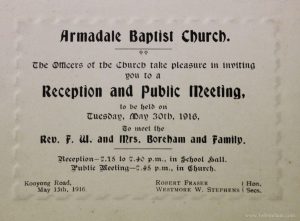 Armadale Baptist Church.
The Officers of the Church take pleasure in inviting
you to a
Reception and Public Meeting,
to be held on
Tuesday, May 30th, 1916,
To meet the
Rev. F. W. and Mrs. Boreham and Family.
Reception—7.15 to 7.40 p.m., in School Hall.
Public Meeting—7.45 p.m., in Church.
Kooyong Road,
May 15th, 1916
Robert Fraser
Westmore W. Stephens
Hon.
Secs.